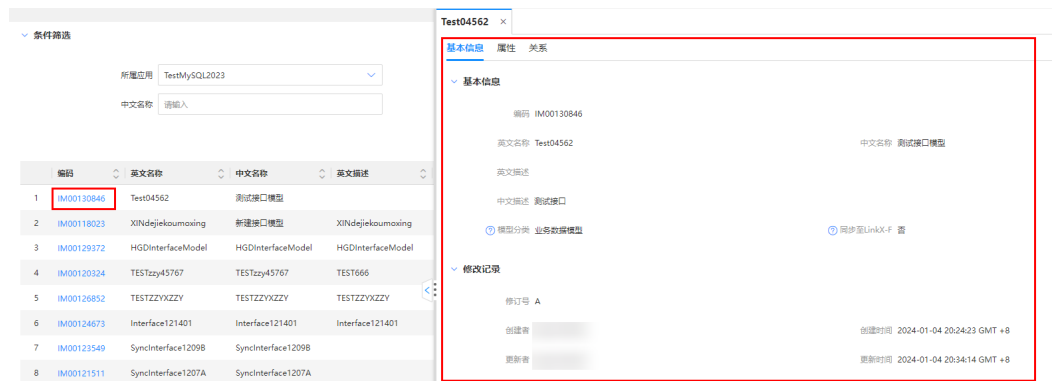 条件筛选
所属应用 TestMySQL2023
中文名称 请输入
编码 英文名称 中文名称 英文描述
1 IM00130846 Test04562 测试接口模型
2 IM00118023 XINdejiekoumoxing 新建接口模型 XINdejiekoumoxing
3 IM00129372 HGDInterfaceModel HGDInterfaceModel HGDInterfaceModel
4 IM00120324 TESTzzy45767 TESTzzy45767 TEST666
5 IM00126852 TESTZZYXZZY TESTZZYXZZY TESTZZYXZZY
6 IM00124673 Interface121401 Interface121401 Interface121401
7 IM00123549 SyncInterface1209B SyncInterface1209B
8 IM00121511 SyncInterface1207A SyncInterface1207A
Test04562 ×
基本信息 属性 关系
基本信息
编码 IM00130846
英文名称 Test04562 中文名称 测试接口模型
英文描述
中文描述 测试接口
? 模型分类 业务数据模型 ? 同步至LinkX-F 否
修改记录
修订号 A
创建者 创建时间 2024-01-04 20:24:23 GMT +8
更新者 更新时间 2024-01-04 20:34:14 GMT +8